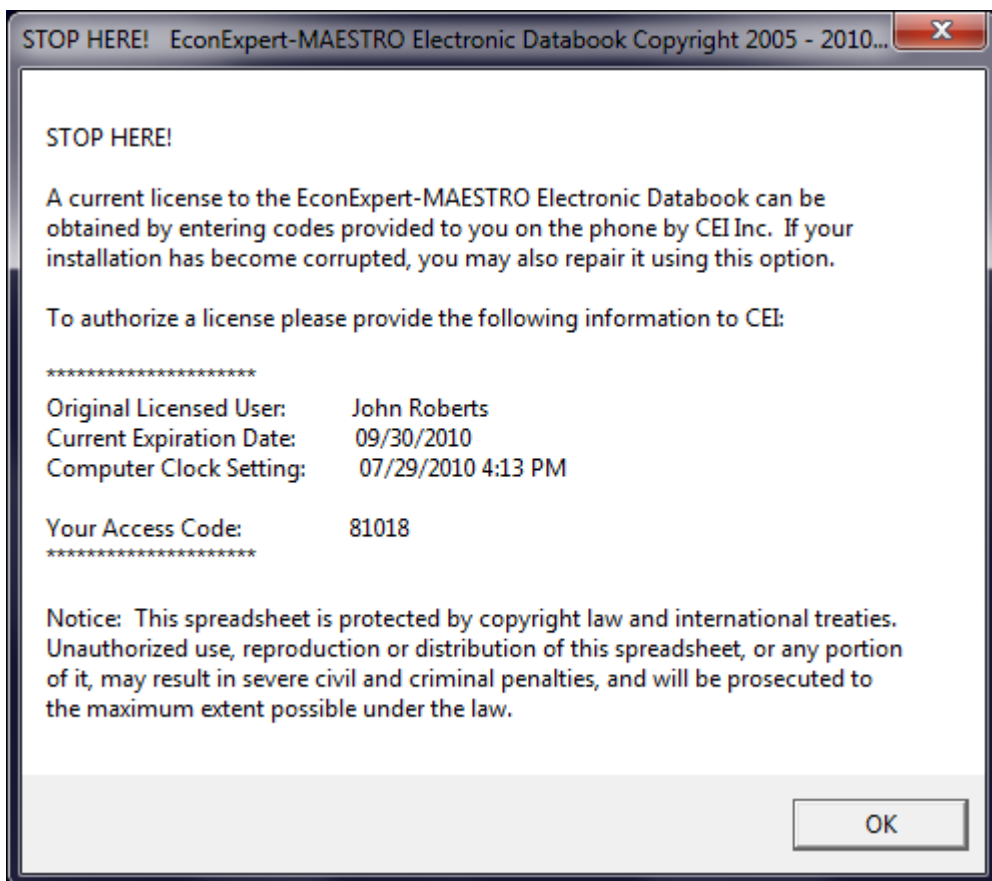 STOP HERE!   EconExpert-MAESTRO Electronic Databook Copyright 2005 - 2010...
STOP HERE!
A current license to the EconExpert-MAESTRO Electronic Databook can be
obtained by entering codes provided to you on the phone by CEI Inc.  If your
installation has become corrupted, you may also repair it using this option.
To authorize a license please provide the following information to CEI:
*********************
Original Licensed User: John Roberts
Current Expiration Date: 09/30/2010
Computer Clock Setting: 07/29/2010 4:13 PM
Your Access Code: 81018
*********************
Notice:  This spreadsheet is protected by copyright law and international treaties.
Unauthorized use, reproduction or distribution of this spreadsheet, or any portion
of it, may result in severe civil and criminal penalties, and will be prosecuted to
the maximum extent possible under the law.
OK